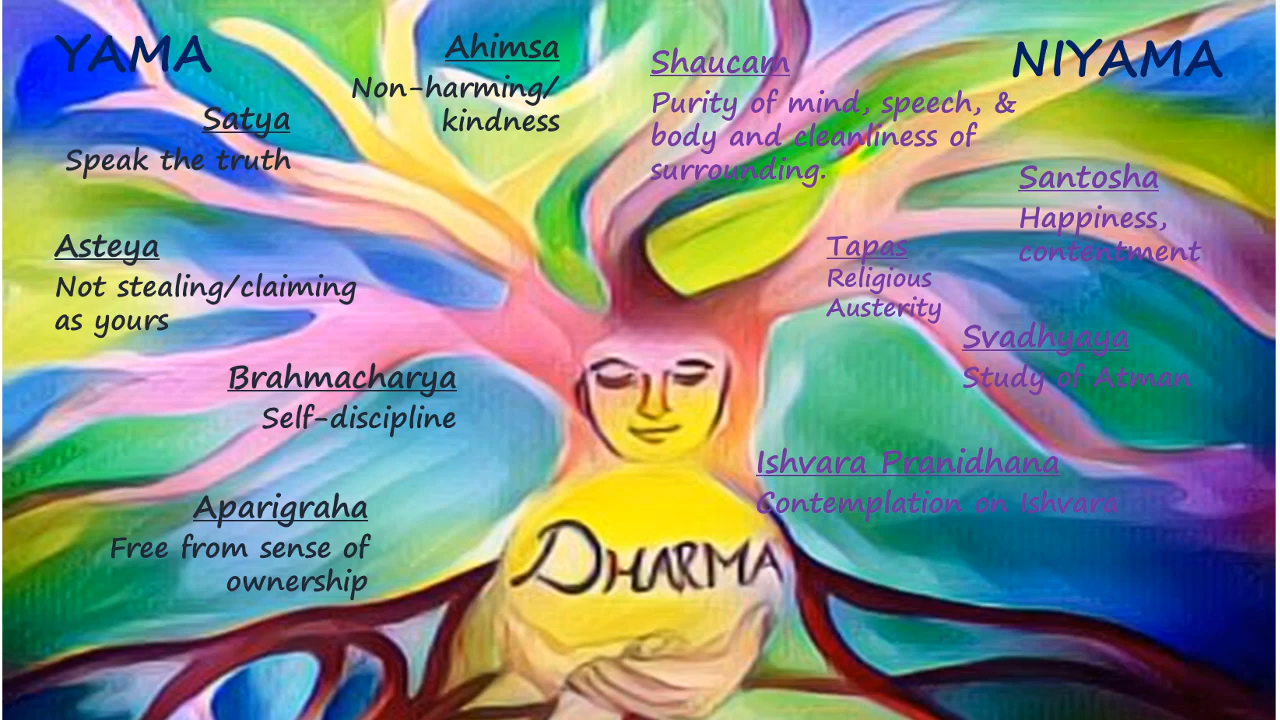 YAMA
Ahimsa
Non-harming/
kindness
Satya
Speak the truth
Asteya
Not stealing/claiming
as yours
Brahmacharya
Self-discipline
Aparigraha
Free from sense of
ownership
NIYAMA
Shaucam
Purity of mind, speech, &
body and cleanliness of
surrounding.
Santosha
Happiness,
contentment
Tapas
Religious
Austerity
Svadhyaya
Study of Atman
Ishvara Pranidhana
Contemplation on Ishvara
DHARMA